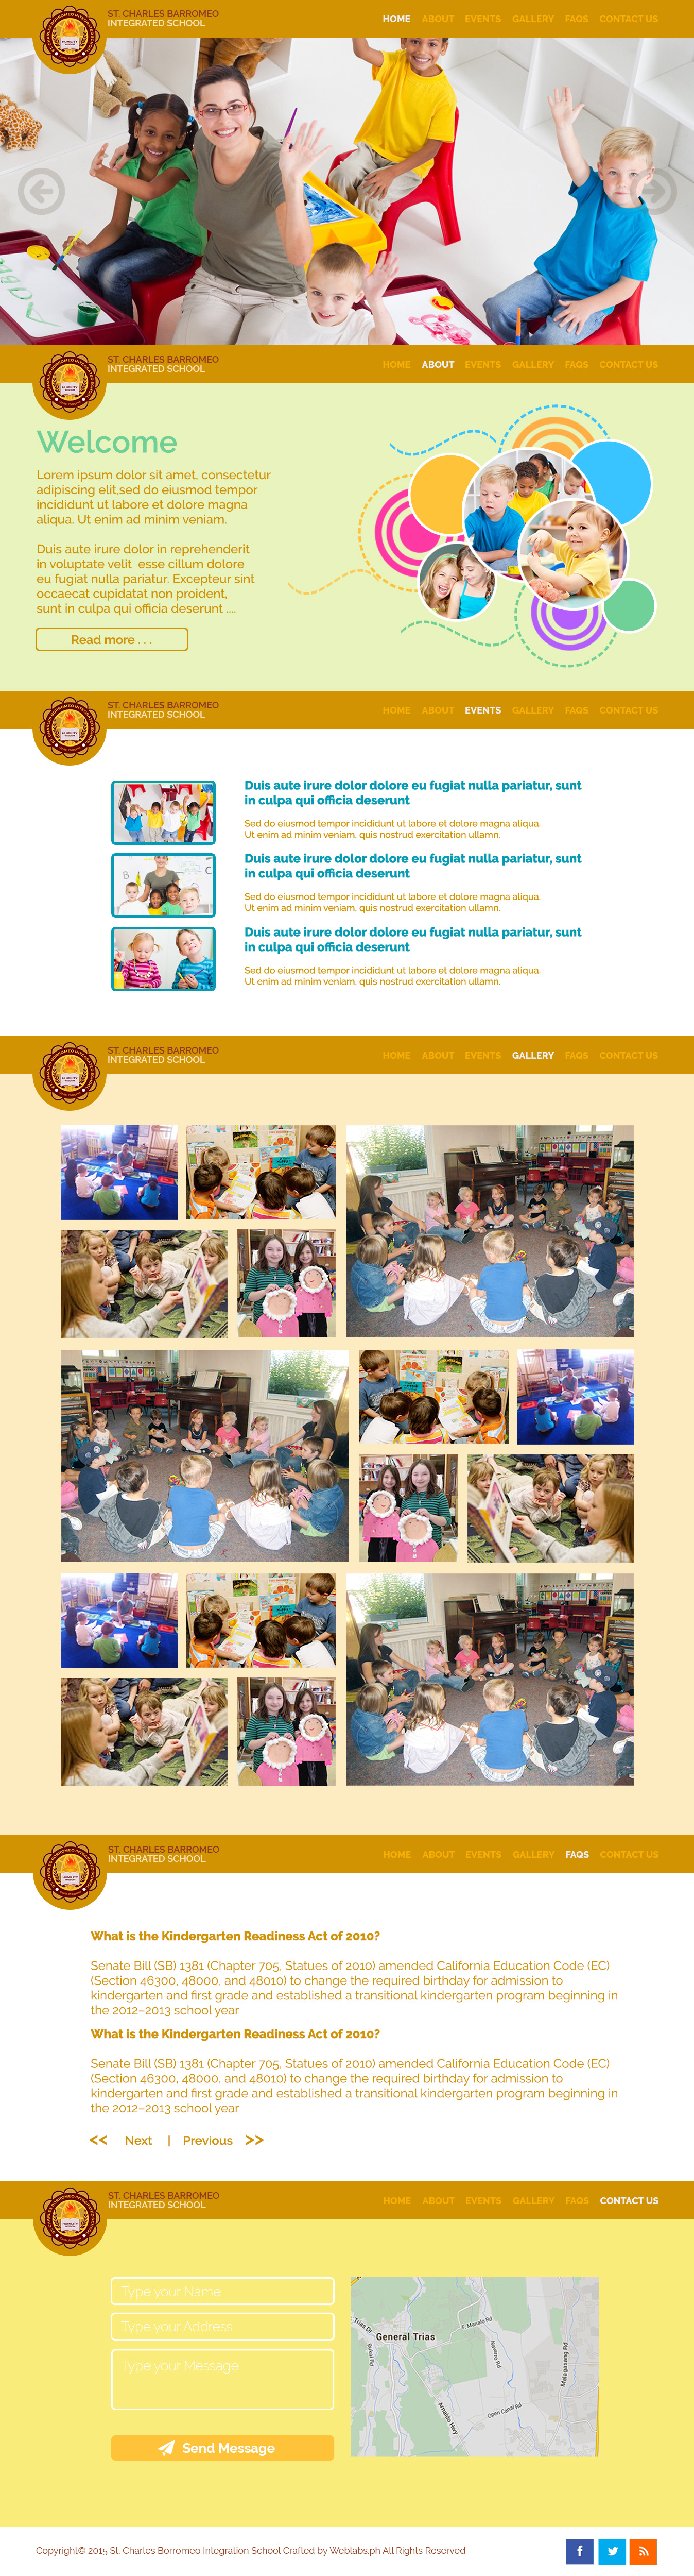 ST. CHARLES BARROMEO
INTEGRATED SCHOOL
HOME ABOUT EVENTS GALLERY FAQS CONTACT US
ST. CHARLES BARROMEO
INTEGRATED SCHOOL
HOME ABOUT EVENTS GALLERY FAQS CONTACT US
Welcome
Lorem ipsum dolor sit amet, consectetur
adipiscing elit,sed do eiusmod tempor
incididunt ut labore et dolore magna
aliqua. Ut enim ad minim veniam.
Duis aute irure dolor in reprehenderit
in voluptate velit esse cillum dolore
eu fugiat nulla pariatur. Excepteur sint
occaecat cupidatat non proident,
sunt in culpa qui officia deserunt ....
Read more . . .
ST. CHARLES BARROMEO
INTEGRATED SCHOOL
HOME ABOUT EVENTS GALLERY FAQS CONTACT US
Duis aute irure dolor dolore eu fugiat nulla pariatur, sunt
in culpa qui officia deserunt
Sed do eiusmod tempor incididunt ut labore et dolore magna aliqua.
Ut enim ad minim veniam, quis nostrud exercitation ullamn.
Duis aute irure dolor dolore eu fugiat nulla pariatur, sunt
in culpa qui officia deserunt
Sed do eiusmod tempor incididunt ut labore et dolore magna aliqua.
Ut enim ad minim veniam, quis nostrud exercitation ullamn.
Duis aute irure dolor dolore eu fugiat nulla pariatur, sunt
in culpa qui officia deserunt
Sed do eiusmod tempor incididunt ut labore et dolore magna aliqua.
Ut enim ad minim veniam, quis nostrud exercitation ullamn.
ST. CHARLES BARROMEO
INTEGRATED SCHOOL
HOME ABOUT EVENTS GALLERY FAQS CONTACT US
ST. CHARLES BARROMEO
INTEGRATED SCHOOL
HOME ABOUT EVENTS GALLERY FAQS CONTACT US
What is the Kindergarten Readiness Act of 2010?
Senate Bill (SB) 1381 (Chapter 705, Statues of 2010) amended California Education Code (EC)
(Section 46300, 48000, and 48010) to change the required birthday for admission to
kindergarten and first grade and established a transitional kindergarten program beginning in
the 2012–2013 school year
What is the Kindergarten Readiness Act of 2010?
Senate Bill (SB) 1381 (Chapter 705, Statues of 2010) amended California Education Code (EC)
(Section 46300, 48000, and 48010) to change the required birthday for admission to
kindergarten and first grade and established a transitional kindergarten program beginning in
the 2012–2013 school year
<< Next | Previous >>
ST. CHARLES BARROMEO
INTEGRATED SCHOOL
HOME ABOUT EVENTS GALLERY FAQS CONTACT US
Type your Name
Type your Address
Type your Message
Send Message
General Trias
Arnaldo Hwy
Open Canal Rd
Malagasang Rd
Copyright© 2015 St. Charles Borromeo Integration School Crafted by Weblabs.ph All Rights Reserved